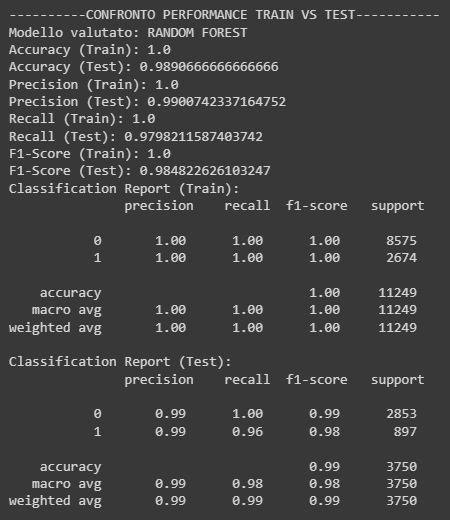 ----------CONFRONTO PERFORMANCE TRAIN VS TEST-----------
Modello valutato: RANDOM FOREST
Accuracy (Train): 1.0
Accuracy (Test): 0.9890666666666666
Precision (Train): 1.0
Precision (Test): 0.9900742337164752
Recall (Train): 1.0
Recall (Test): 0.9798211587403742
F1-Score (Train): 1.0
F1-Score (Test): 0.984822626103247
Classification Report (Train):
precision recall f1-score support
0 1.00 1.00 1.00 8575
1 1.00 1.00 1.00 2674
accuracy 1.00 11249
macro avg 1.00 1.00 1.00 11249
weighted avg 1.00 1.00 1.00 11249
Classification Report (Test):
precision recall f1-score support
0 0.99 1.00 0.99 2853
1 0.99 0.96 0.98 897
accuracy 0.99 3750
macro avg 0.99 0.98 0.98 3750
weighted avg 0.99 0.99 0.99 3750